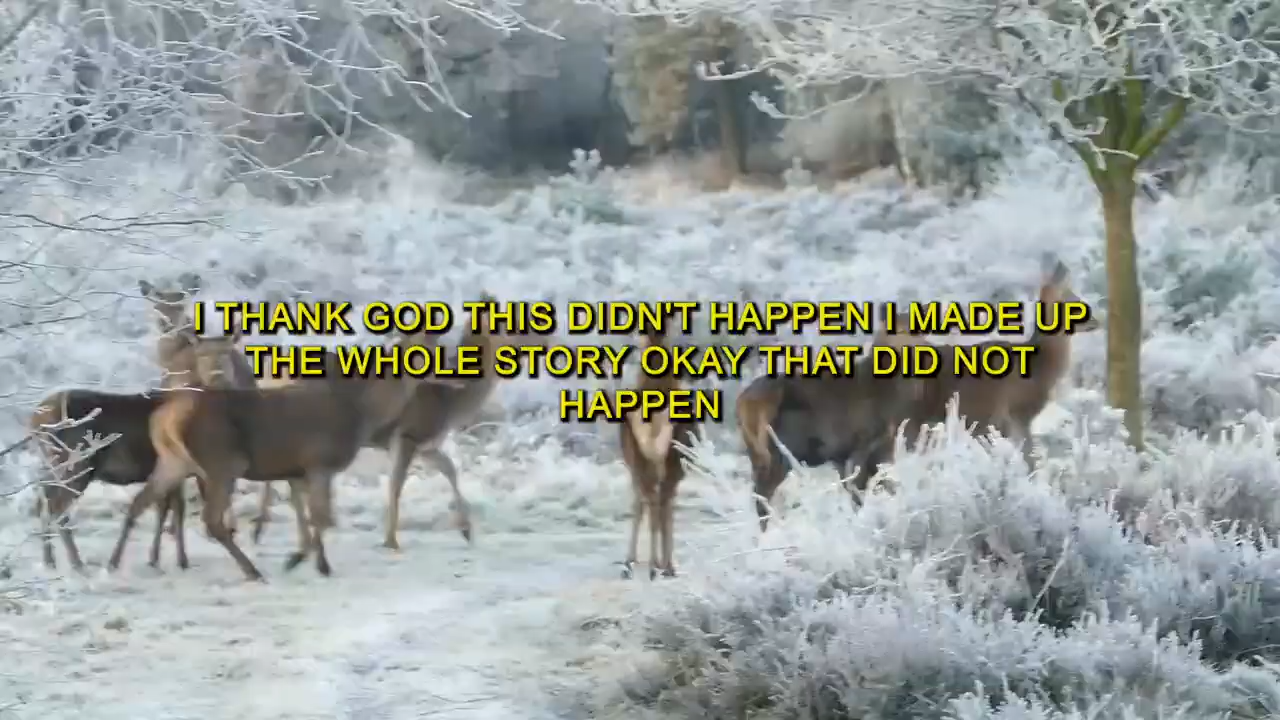 I THANK GOD THIS DIDN'T HAPPEN I MADE UP
THE WHOLE STORY OKAY THAT DID NOT
HAPPEN